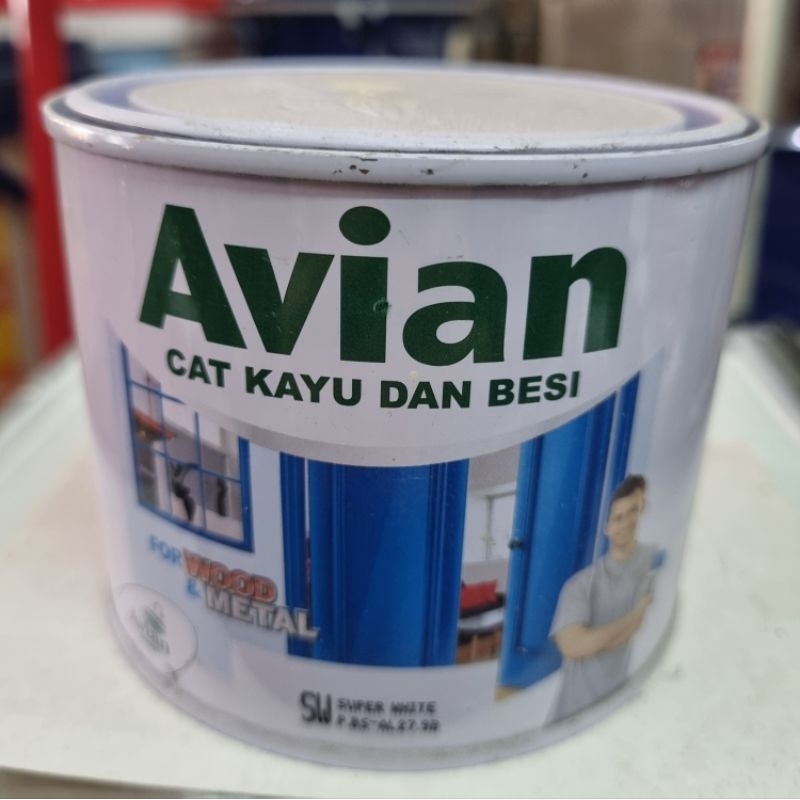 Avian
CAT KAYU DAN BESI
FOR WOOD
& METAL
SW SUPER WHITE